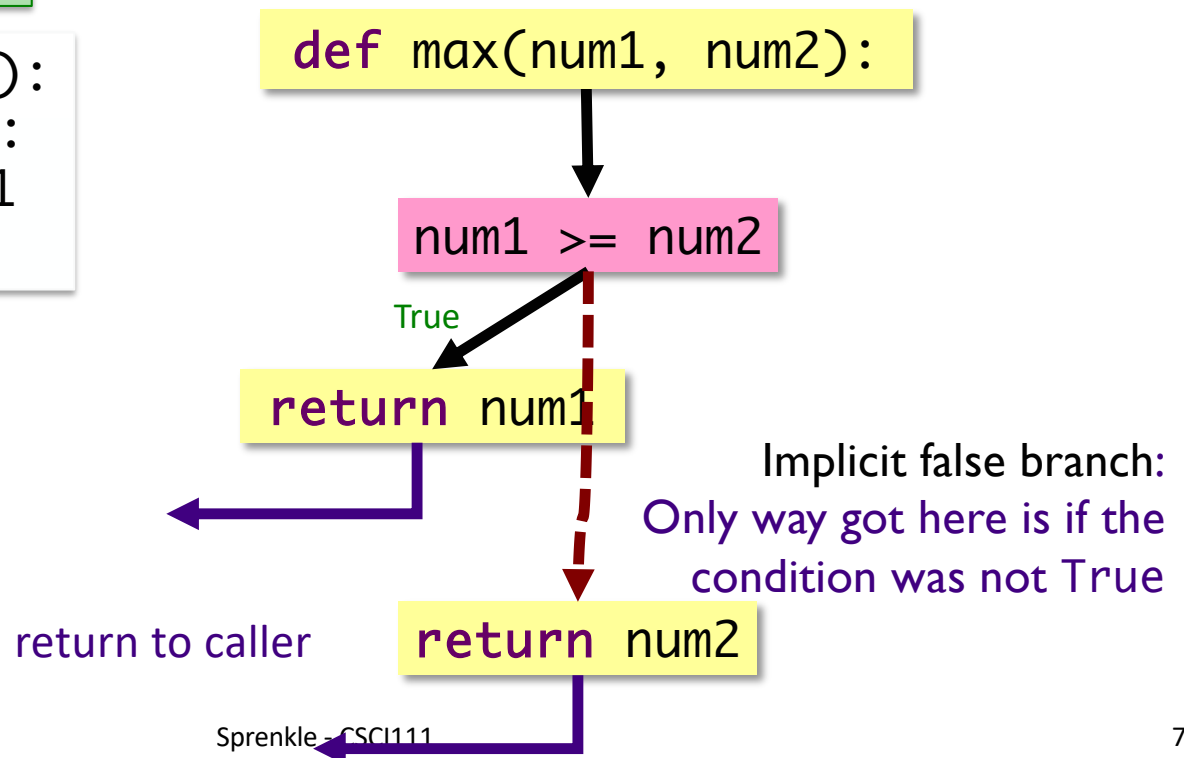 ):
:
1
def max(num1, num2):
num1 >= num2
True
return num1
Implicit false branch:
Only way got here is if the
condition was not True
return to caller
return num2
Sprenkle - CSCI111
7